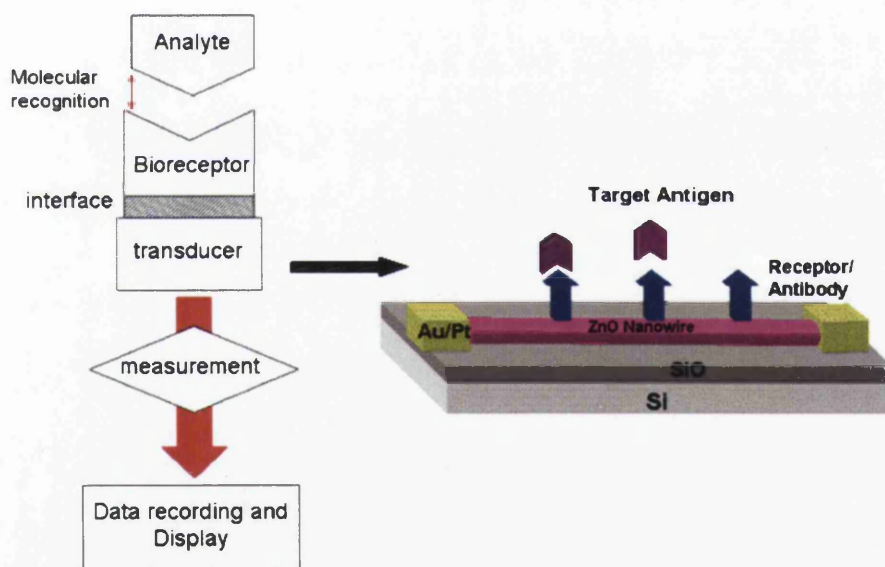 Analyte
Molecular
recognition
Bioreceptor
interface
transducer
measurement
Data recording and
Display
Target Antigen
Receptor/
Antibody
Au/Pt
ZnO Nanowire
SiO
Si